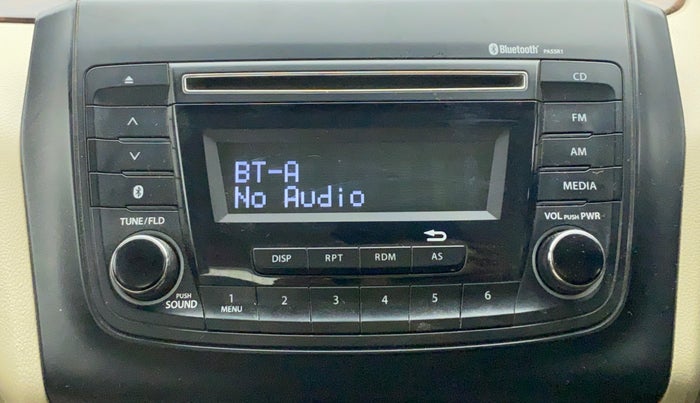 Bluetooth PA5SR1
CD
FM
BT-A
AM
No Audio
MEDIA
TUNE/FLD
VOL PUSH PWR
DISP RPT RDM AS
PUSH SOUND
1 MENU 2 3 4 5 6